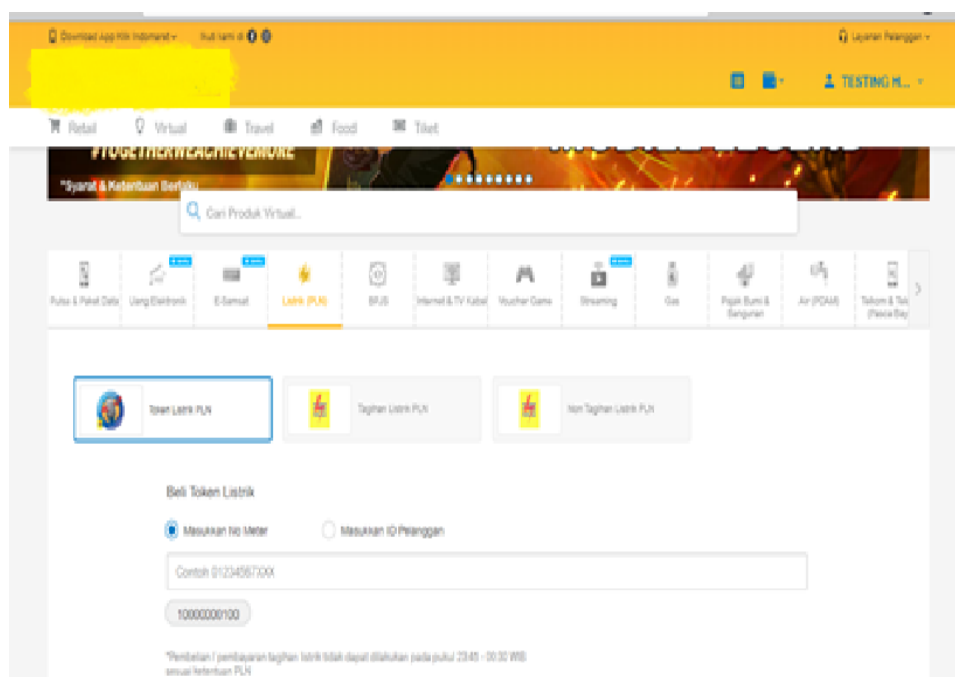 Download App Klik Indomaret
Ikuti kami di
Layanan Pelanggan
TESTING M...
Retail Virtual Travel Food Tiket
#TOGETHERWEACHIEVEMORE
*Syarat & Ketentuan Berlaku
Cari Produk Virtual...
Pulsa & Paket Data
Uang Elektronik
E-Samsat
Listrik (PLN)
BPJS
Internet & TV Kabel
Voucher Game
Streaming
Gas
Pajak Bumi &
Bangunan
Air (PDAM)
Telkom & Tel
(Pasca Bay
Token Listrik PLN
Tagihan Listrik PLN
Non Tagihan Listrik PLN
Beli Token Listrik
Masukkan No Meter
Masukkan ID Pelanggan
Contoh 01234567XXX
10000000100
*Pembelian / pembayaran tagihan listrik tidak dapat dilakukan pada pukul 23:45 - 00:30 WIB
sesuai ketentuan PLN